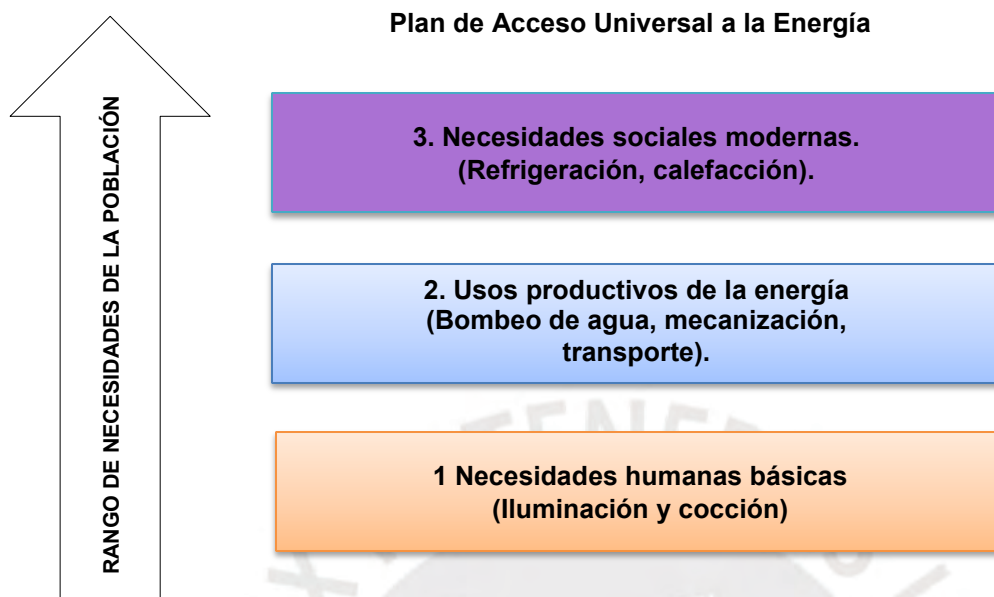 Plan de Acceso Universal a la Energía
RANGO DE NECESIDADES DE LA POBLACIÓN
3. Necesidades sociales modernas.
(Refrigeración, calefacción).
2. Usos productivos de la energía
(Bombeo de agua, mecanización,
transporte).
1 Necesidades humanas básicas
(Iluminación y cocción)